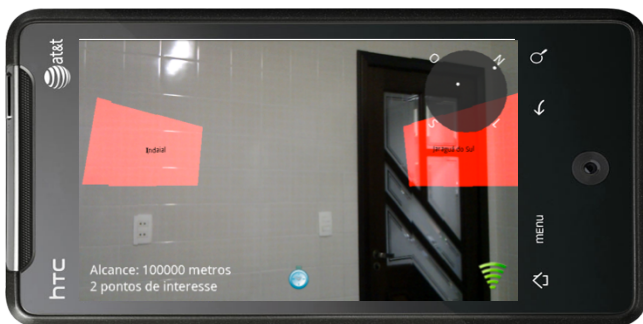 at&t
O
N
S
L
Indaial
Jaraguá do Sul
Alcance: 100000 metros
2 pontos de interesse
MENU
hTC